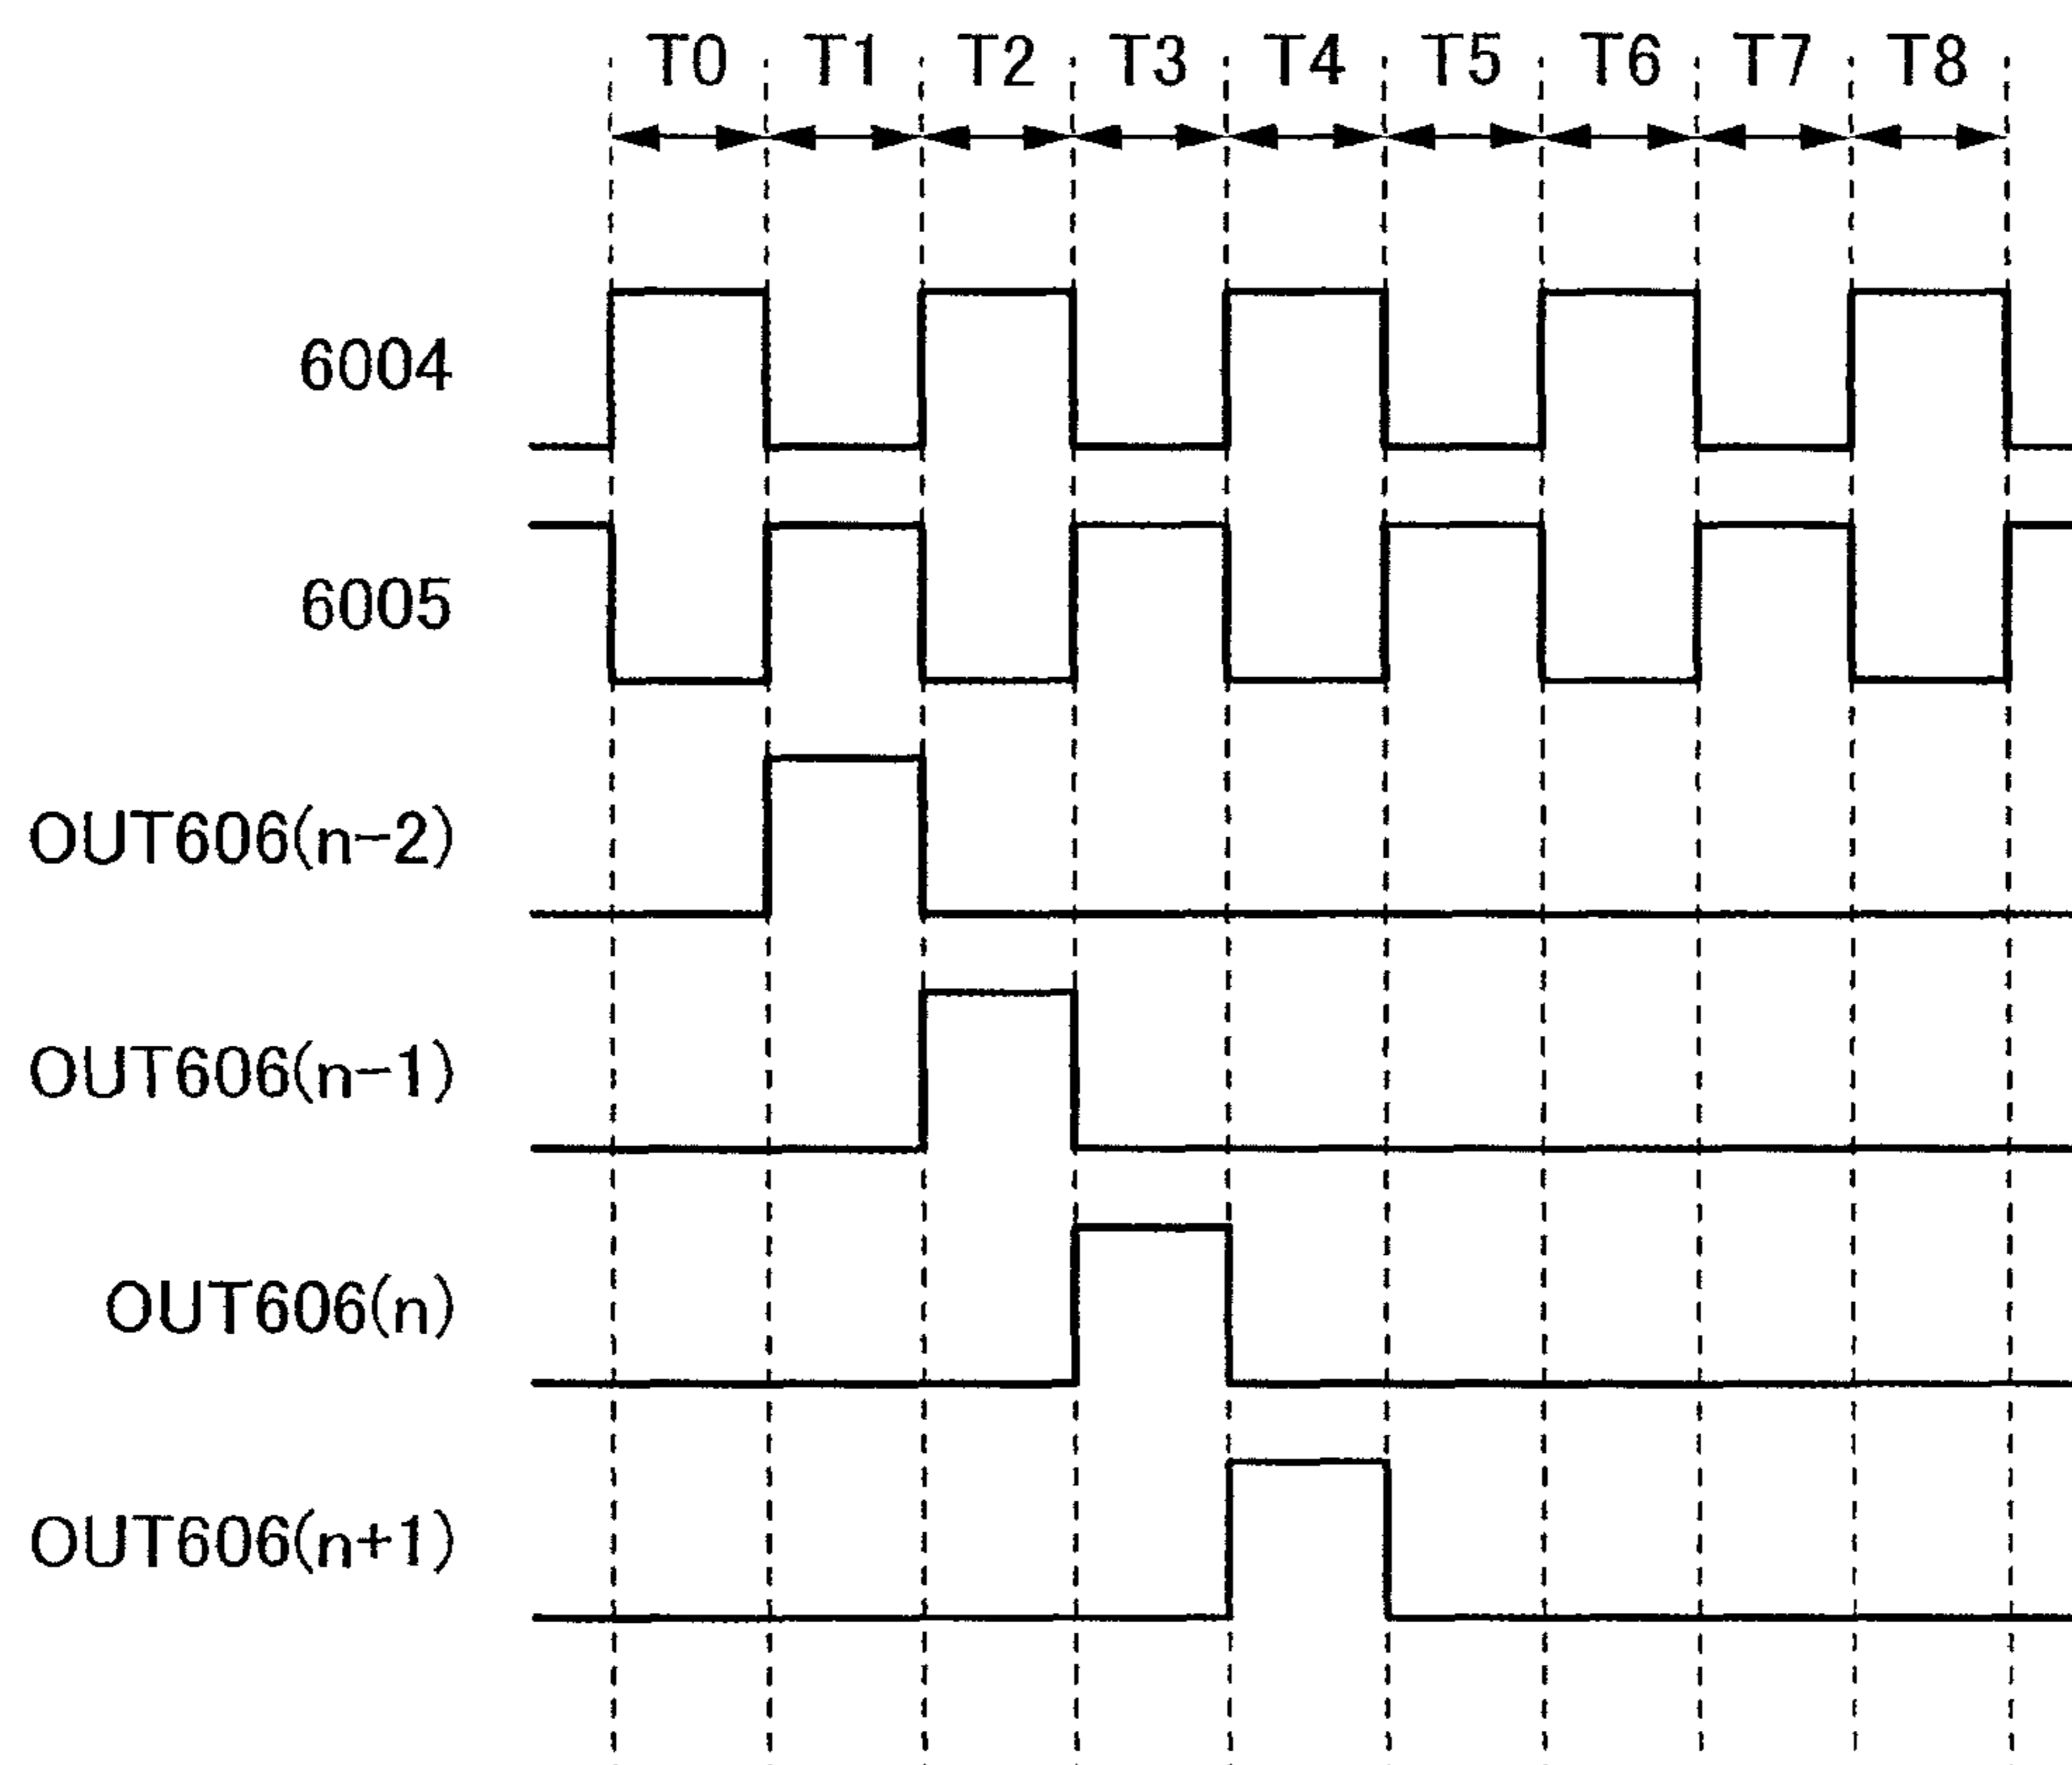 T0 T1 T2 T3 T4 T5 T6 T7 T8
6004
6005
OUT606(n-2)
OUT606(n-1)
OUT606(n)
OUT606(n+1)